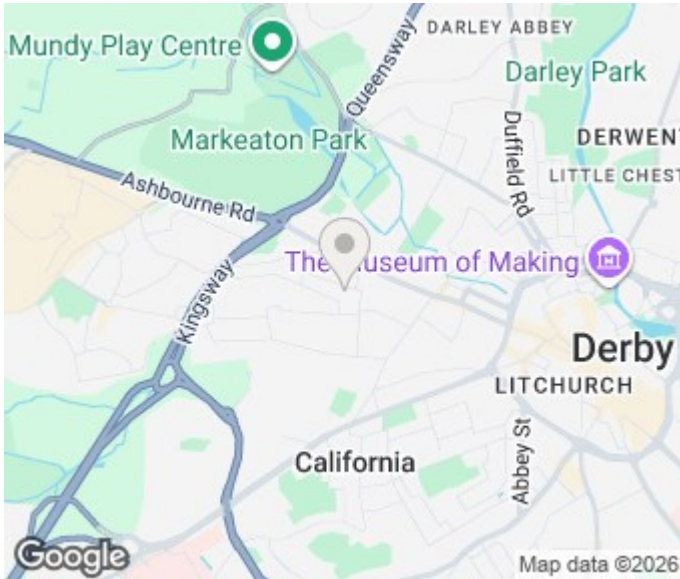 Mundy Play Centre
DARLEY ABBEY
Queensway
Darley Park
Markeaton Park
Duffield Rd
DERWENT
LITTLE CHEST
Ashbourne Rd
The Museum of Making
Kingsway
Derby
LITCHURCH
Abbey St
California
Google
Map data ©2026